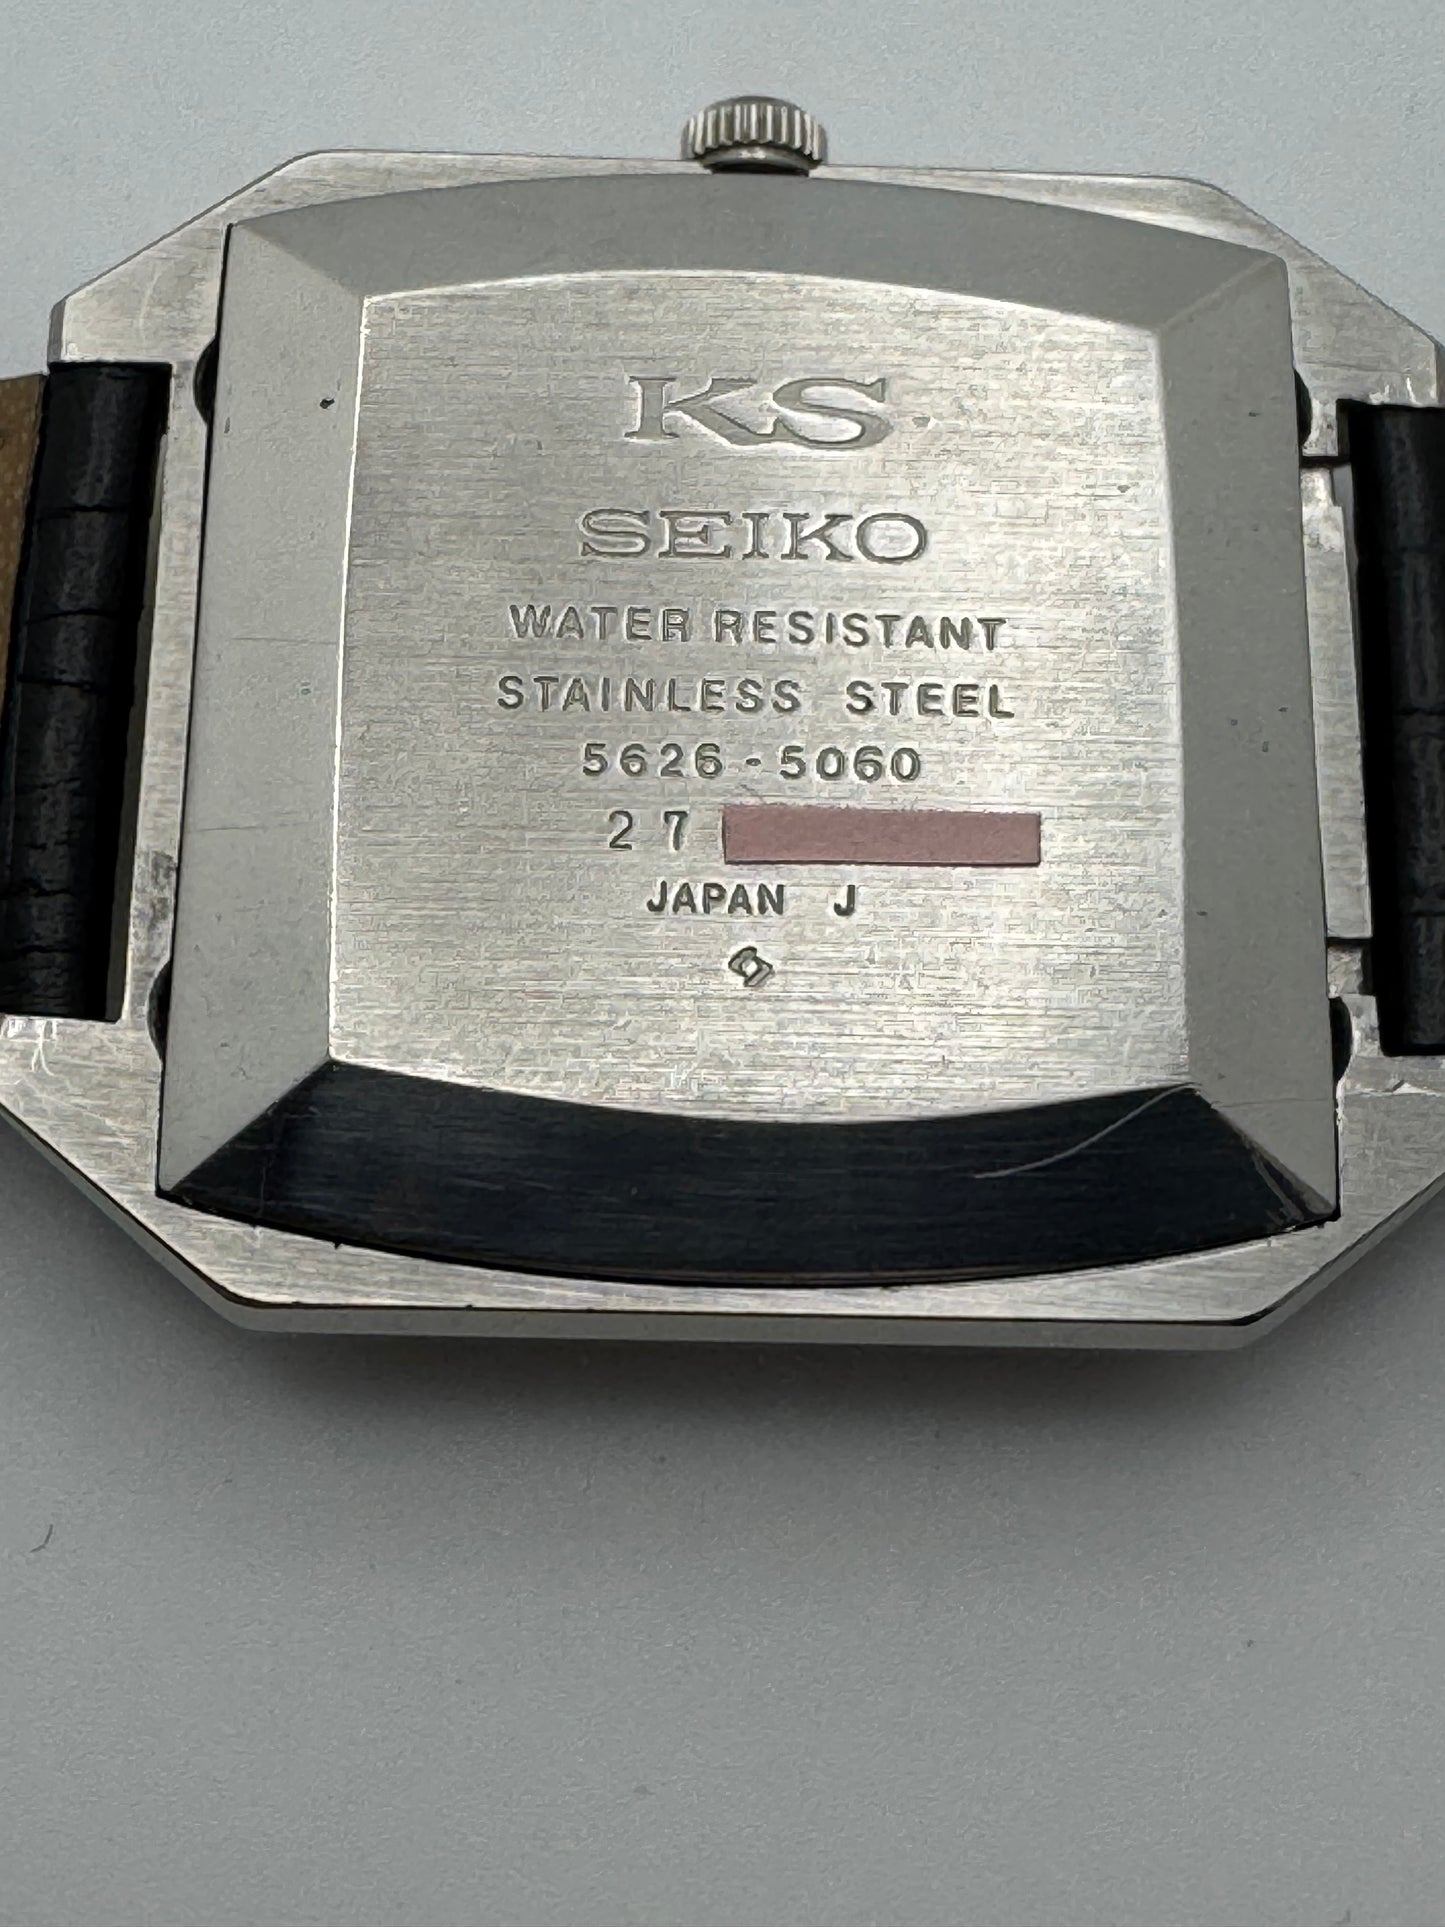 KS
SEIKO
WATER RESISTANT
STAINLESS STEEL
5626-5060
27
JAPAN J